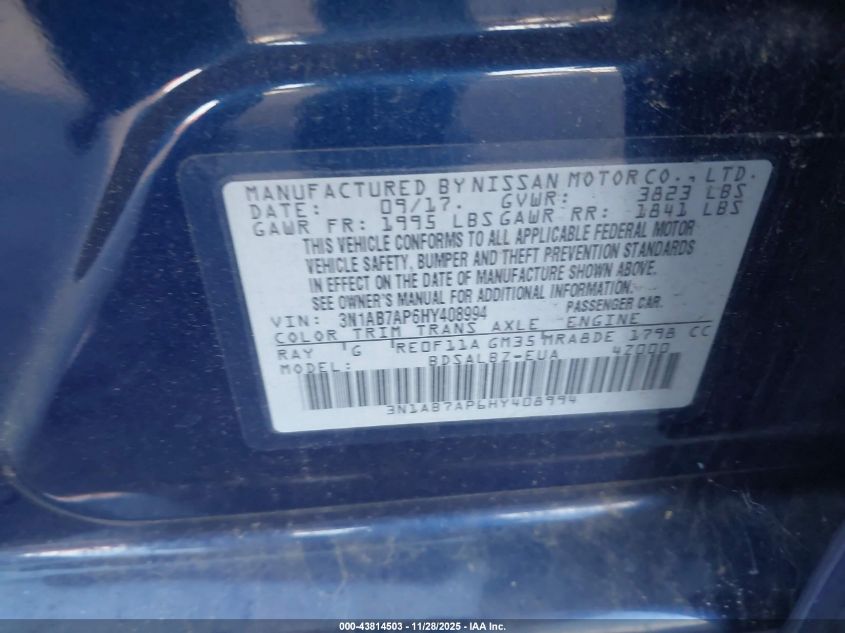 MANUFACTURED BY NISSAN MOTOR CO., LTD.
DATE: 09/17. GVWR: 3823 LBS
GAWR FR: 1995 LBS GAWR RR: 1841 LBS
THIS VEHICLE CONFORMS TO ALL APPLICABLE FEDERAL MOTOR
VEHICLE SAFETY, BUMPER AND THEFT PREVENTION STANDARDS
IN EFFECT ON THE DATE OF MANUFACTURE SHOWN ABOVE.
SEE OWNER'S MANUAL FOR ADDITIONAL INFORMATION.
VIN: 3N1AB7AP6HY408994 PASSENGER CAR.
COLOR TRIM TRANS AXLE ENGINE
RAY G RE0F11A GM35 MRA8DE 1798 CC
MODEL: BDSALBZ-EUA 4Z000
3N1AB7AP6HY408994
000-43814503 - 11/28/2025 - IAA Inc.